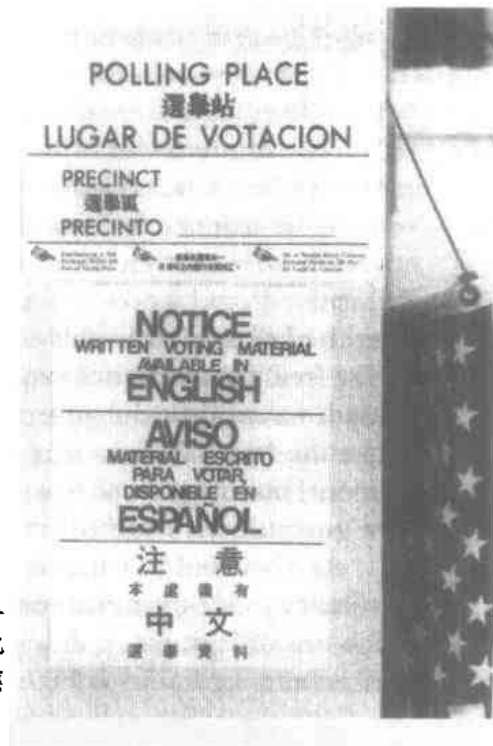 POLLING PLACE
選舉站
LUGAR DE VOTACION
PRECINCT
選舉區
PRECINTO
NOTICE
WRITTEN VOTING MATERIAL
AVAILABLE IN
ENGLISH
AVISO
MATERIAL ESCRITO
PARA VOTAR,
DISPONIBLE EN
ESPAÑOL
注意
本處備有
中文
選舉資料